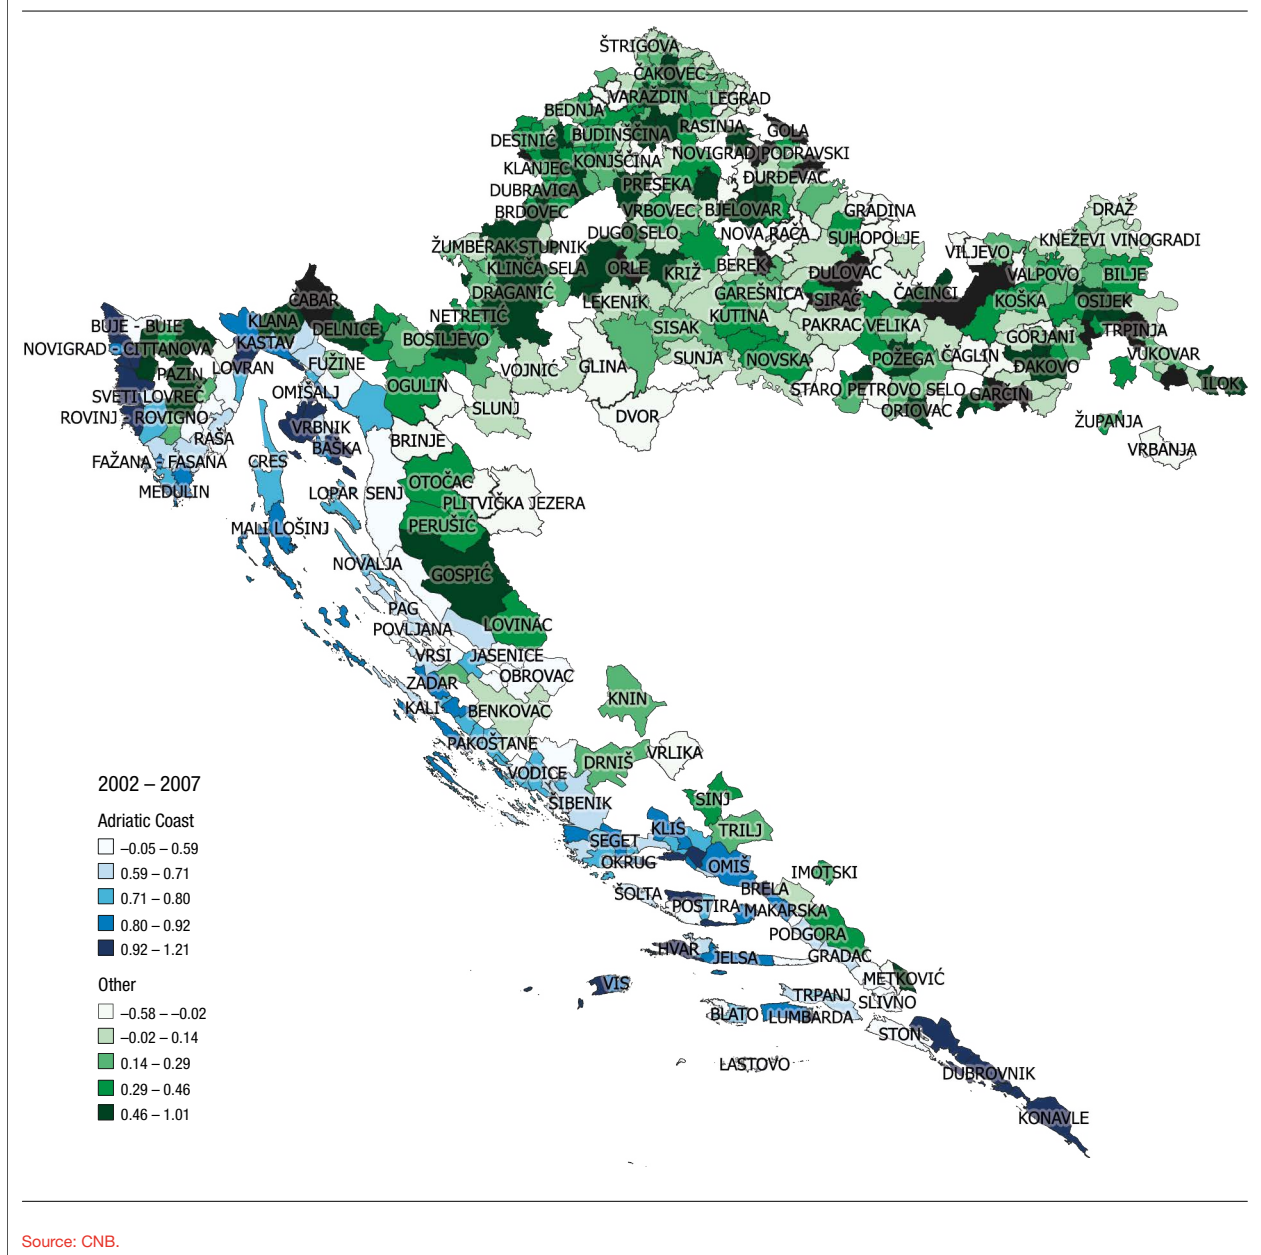 ŠTRIGOVA
ČAKOVEC
VARAŽDIN
LEGRAD
BEDNJA
RASINJA
GOLA
BUDINŠČINA
DESINIĆ
NOVIGRAD PODRAVSKI
KONJŠČINA
KLANJEC
ĐURĐEVAC
PRESEKA
DUBRAVICA
BRDOVEC
VRBOVEC
BJELOVAR
GRADINA
DRAŽ
DUGO SELO
NOVA RAČA
SUHOPOLJE
KNEŽEVI VINOGRADI
ŽUMBERAK
STUPNIK
VILJEVO
KLINČA SELA
ORLE
KRIŽ
BEREK
ĐULOVAC
VALPOVO
BILJE
DRAGANIĆ
LEKENIK
GAREŠNICA
SIRAČ
ČAČINCI
KOŠKA
OSIJEK
ČABAR
NETRETIĆ
KUTINA
KLANA
DELNICE
SISAK
PAKRAC
VELIKA
GORJANI
TRPINJA
BUJE - BUIE
NOVIGRAD - CITTANOVA
KASTAV
BOSILJEVO
SUNJA
NOVSKA
POŽEGA
ČAGLIN
VUKOVAR
PAZIN
LOVRAN
FUŽINE
VOJNIĆ
GLINA
ĐAKOVO
ILOK
SVETI LOVREČ
OMIŠALJ
OGULIN
STARO PETROVO SELO
GARČIN
ROVINJ - ROVIGNO
VRBNIK
SLUNJ
DVOR
ORIOVAC
ŽUPANJA
RAŠA
BAŠKA
BRINJE
VRBANJA
FAŽANA - FASANA
CRES
OTOČAC
MEDULIN
LOPAR
SENJ
PLITVIČKA JEZERA
MALI LOŠINJ
PERUŠIĆ
NOVALJA
GOSPIĆ
PAG
POVLJANA
LOVINAC
VRSI
JASENICE
OBROVAC
ZADAR
KALI
BENKOVAC
KNIN
PAKOŠTANE
VRLIKA
DRNIŠ
VODICE
ŠIBENIK
SINJ
KLIS
TRILJ
SEGET
OKRUG
OMIŠ
IMOTSKI
ŠOLTA
BRELA
POSTIRA
MAKARSKA
PODGORA
HVAR
JELSA
GRADAC
METKOVIĆ
VIS
TRPANJ
SLIVNO
BLATO
LUMBARDA
STON
LASTOVO
DUBROVNIK
KONAVLE
2002 – 2007
Adriatic Coast
–0.05 – 0.59
0.59 – 0.71
0.71 – 0.80
0.80 – 0.92
0.92 – 1.21
Other
–0.58 – –0.02
–0.02 – 0.14
0.14 – 0.29
0.29 – 0.46
0.46 – 1.01
Source: CNB.